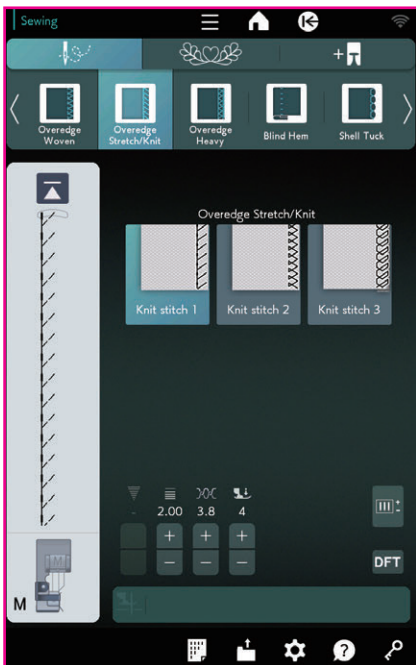 Sewing
Overedge
Woven
Overedge
Stretch/Knit
Overedge
Heavy
Blind Hem
Shell Tuck
Overedge Stretch/Knit
Knit stitch 1
Knit stitch 2
Knit stitch 3
- 2.00 3.8 4
+ + +
- - -
DFT
M